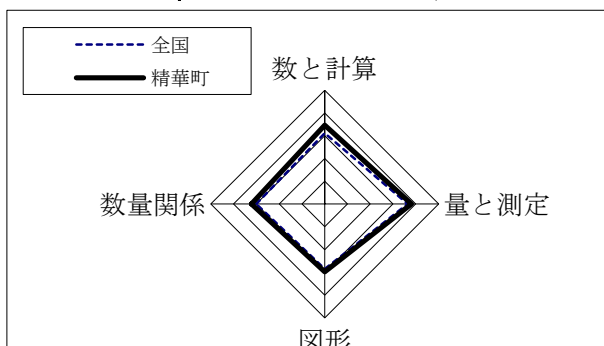 全国
精華町
数と計算
数量関係
量と測定
図形